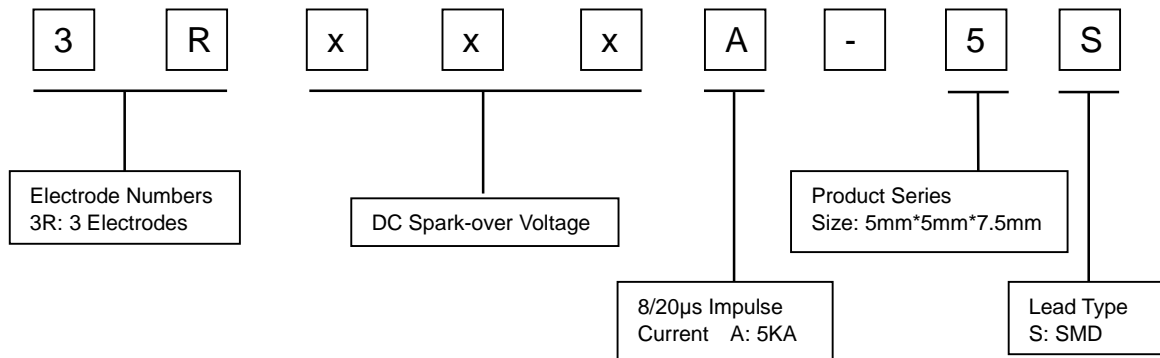 3 R x x x A - 5 S
Electrode Numbers
3R: 3 Electrodes
DC Spark-over Voltage
Product Series
Size: 5mm*5mm*7.5mm
8/20μs Impulse
Current A: 5KA
Lead Type
S: SMD